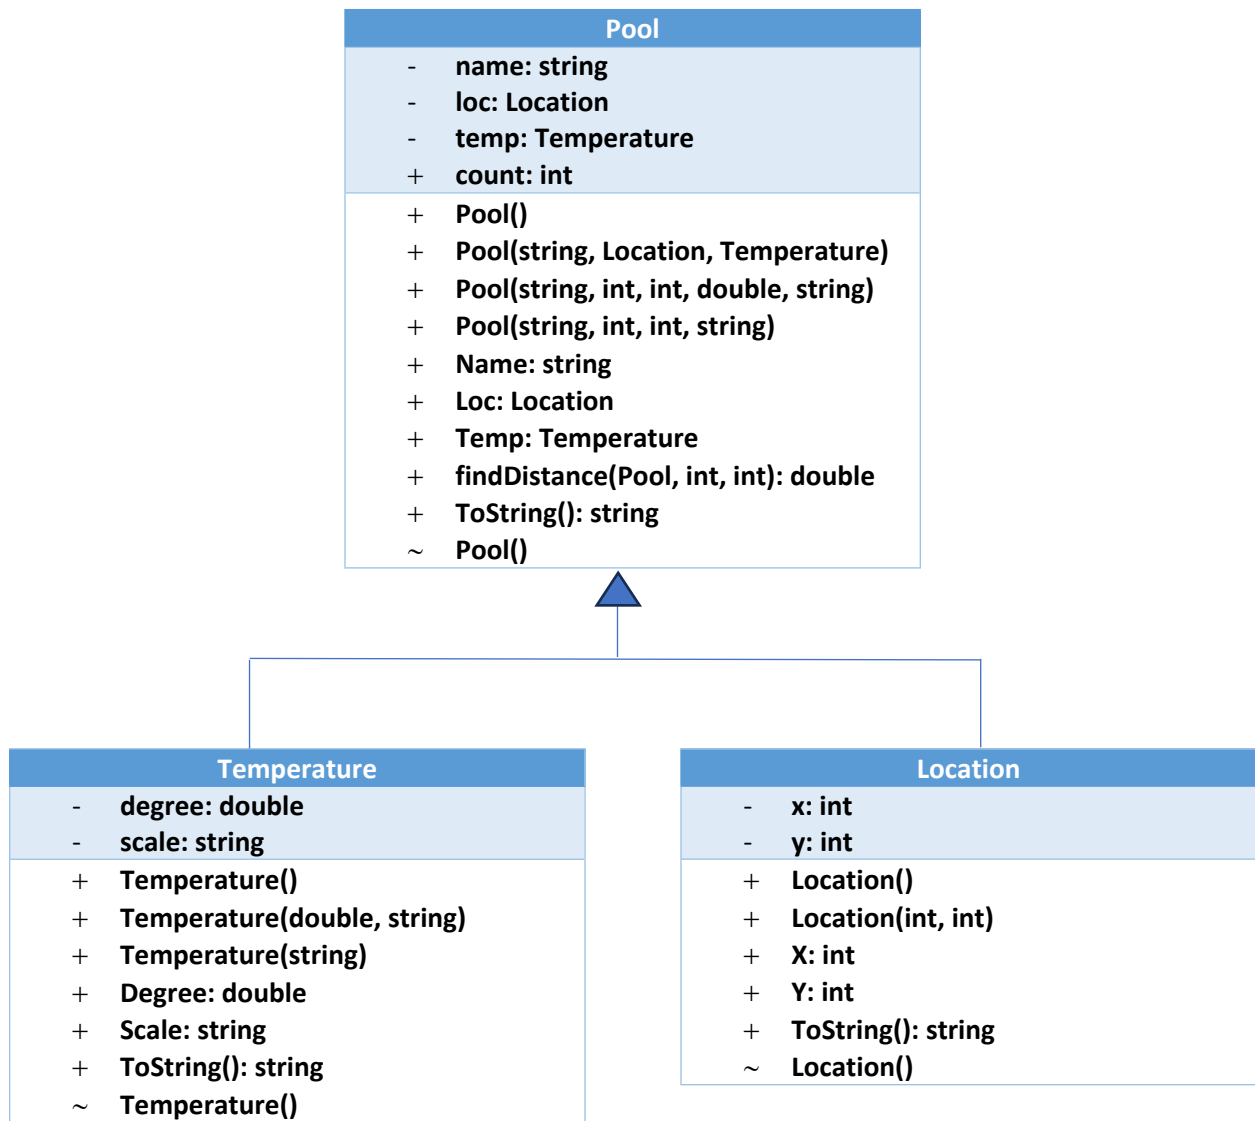 Pool
- name: string
- loc: Location
- temp: Temperature
+ count: int
+ Pool()
+ Pool(string, Location, Temperature)
+ Pool(string, int, int, double, string)
+ Pool(string, int, int, string)
+ Name: string
+ Loc: Location
+ Temp: Temperature
+ findDistance(Pool, int, int): double
+ ToString(): string
~ Pool()
Temperature
- degree: double
- scale: string
+ Temperature()
+ Temperature(double, string)
+ Temperature(string)
+ Degree: double
+ Scale: string
+ ToString(): string
~ Temperature()
Location
- x: int
- y: int
+ Location()
+ Location(int, int)
+ X: int
+ Y: int
+ ToString(): string
~ Location()